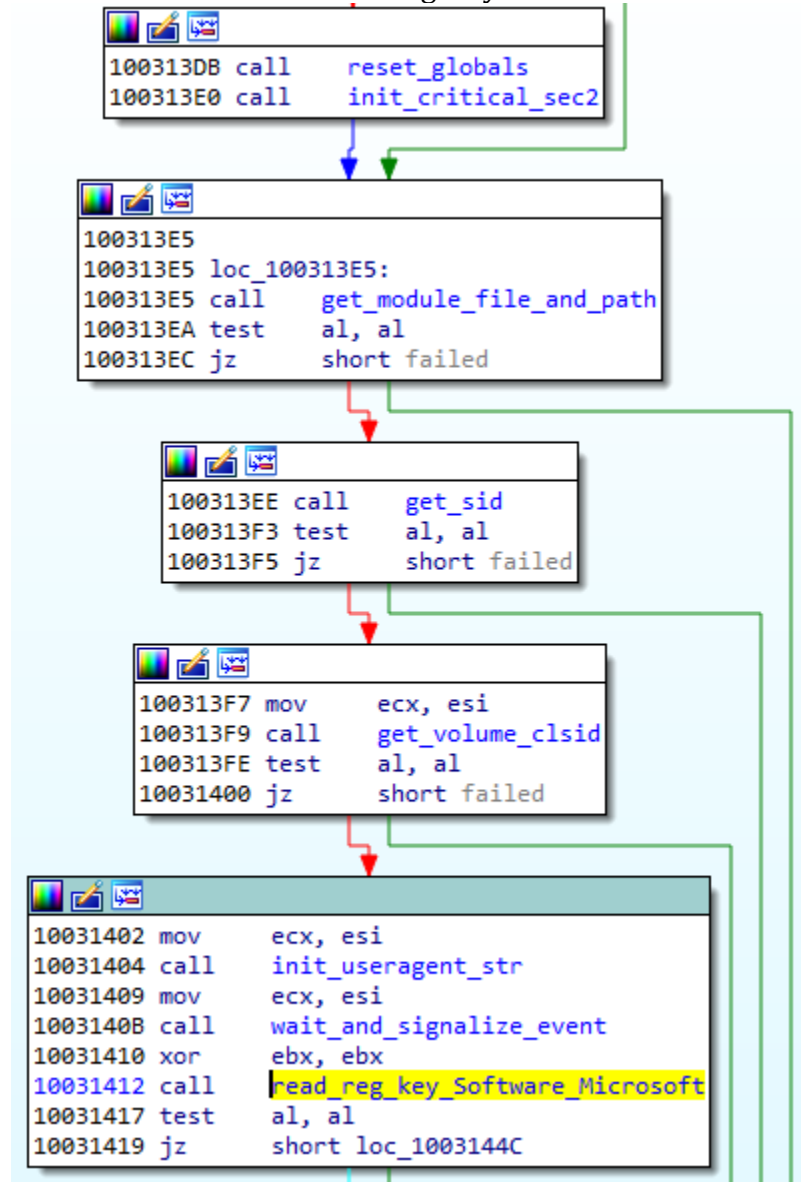 100313DB call reset_globals
100313E0 call init_critical_sec2
100313E5
100313E5 loc_100313E5:
100313E5 call get_module_file_and_path
100313EA test al, al
100313EC jz short failed
100313EE call get_sid
100313F3 test al, al
100313F5 jz short failed
100313F7 mov ecx, esi
100313F9 call get_volume_clsid
100313FE test al, al
10031400 jz short failed
10031402 mov ecx, esi
10031404 call init_useragent_str
10031409 mov ecx, esi
1003140B call wait_and_signalize_event
10031410 xor ebx, ebx
10031412 call read_reg_key_Software_Microsoft
10031417 test al, al
10031419 jz short loc_1003144C